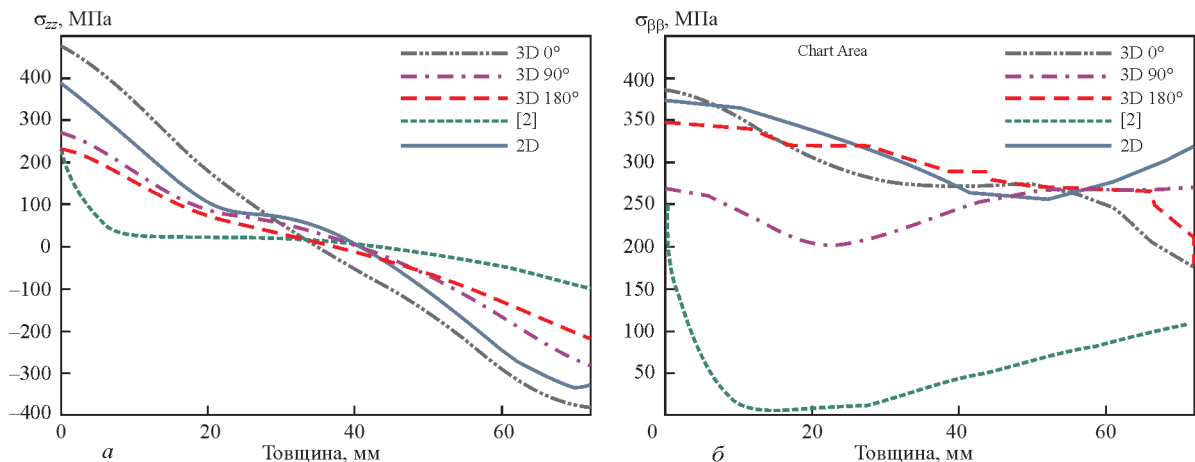 σzz, МПа
400
300
200
100
0
–100
–200
–300
–400
0
20
40
60
3D 0°
3D 90°
3D 180°
[2]
2D
а
Товщина, мм
σββ, МПа
400
350
300
250
200
350
100
50
0
20
40
60
Chart Area
3D 0°
3D 90°
3D 180°
[2]
2D
б
Товщина, мм